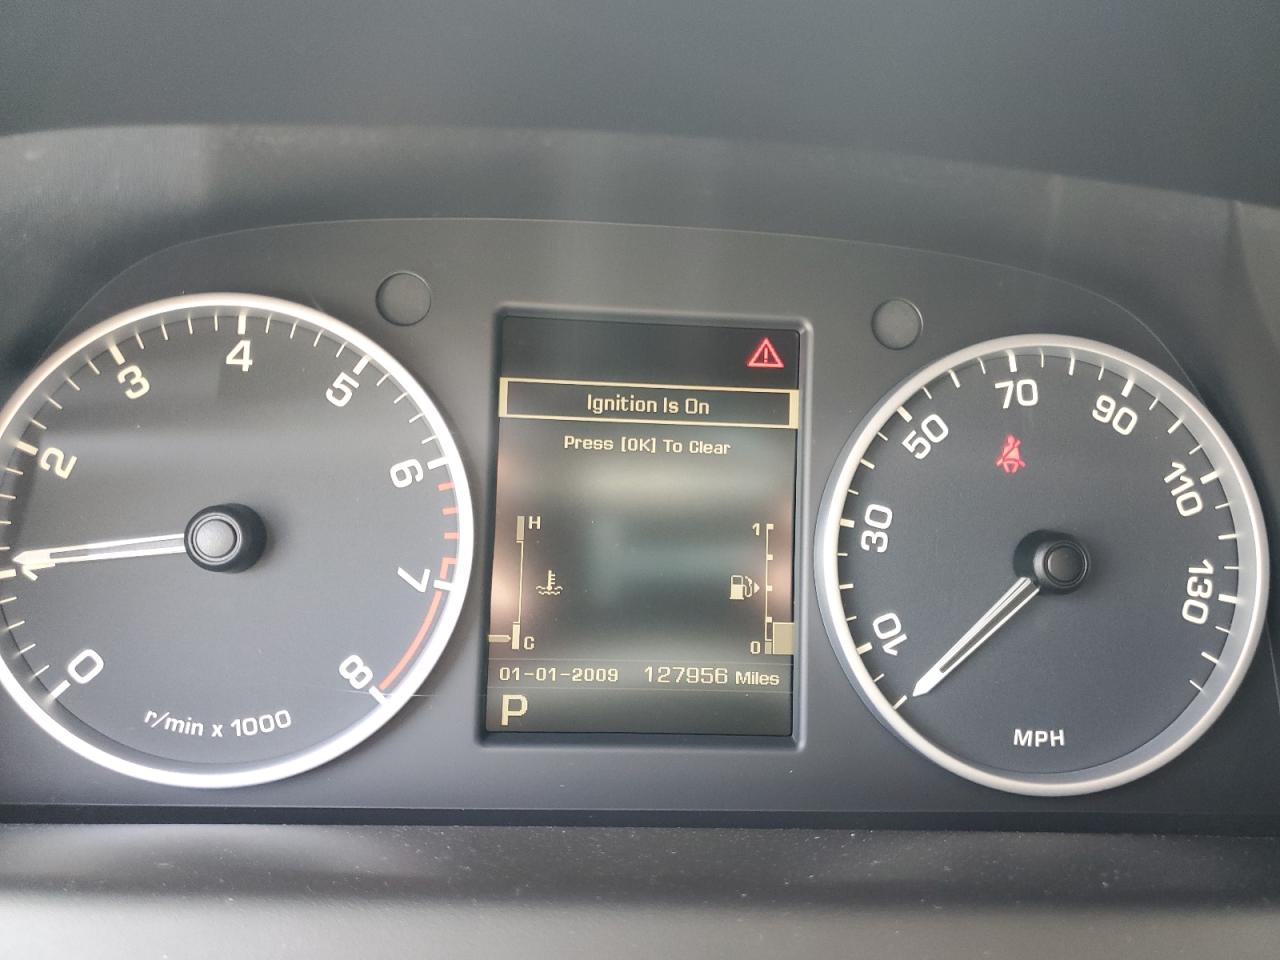 0
2
3
4
5
6
7
8
r/min x 1000
Ignition Is On
Press [OK] To Clear
H
C
1
0
01-01-2009 127956 Miles
P
10
30
50
70
90
110
130
MPH